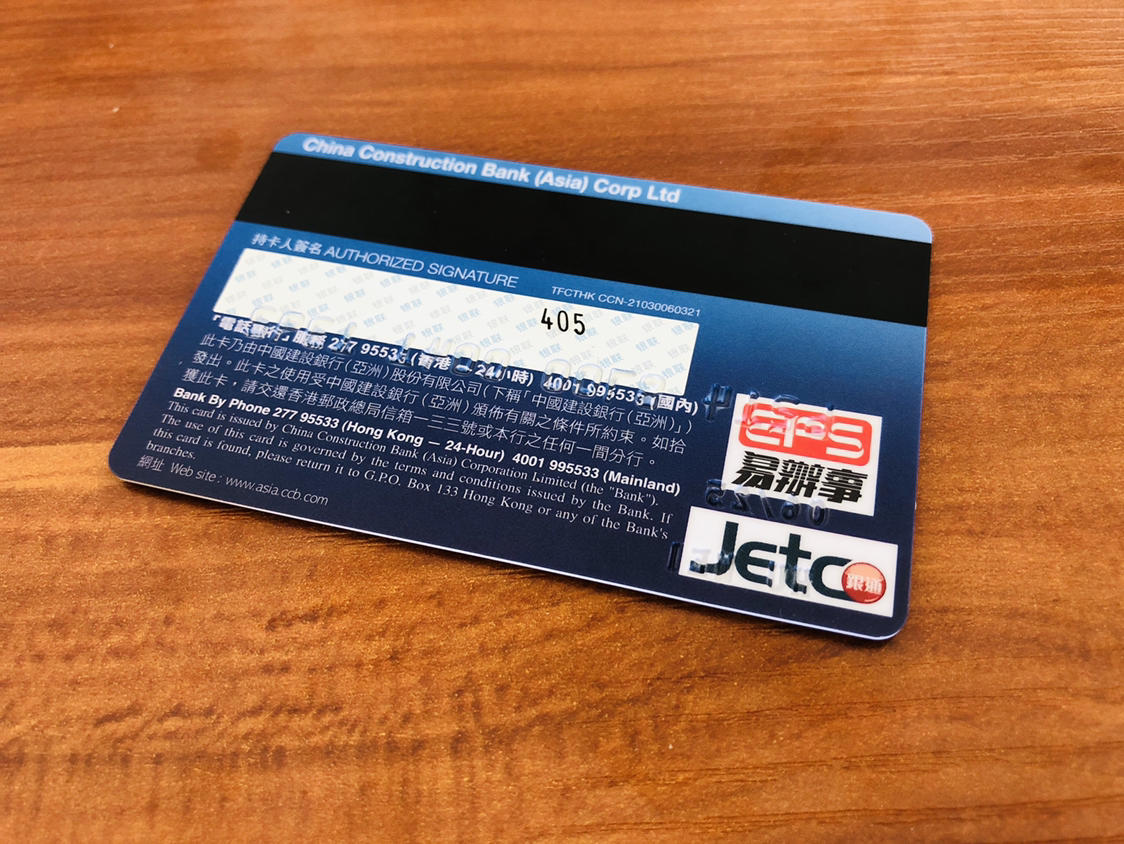 China Construction Bank (Asia) Corp Ltd
持卡人簽名 AUTHORIZED SIGNATURE
TFCTHK CCN-21030060321
405
「電話理行」服務 277 95533 (香港 — 24小時) 4001 995533 (國內)
此卡乃由中國建設銀行(亞洲)股份有限公司(下稱「中國建設銀行(亞洲)」)
發出。此卡之使用受中國建設銀行(亞洲)頒佈有關之條件所約束。如拾
獲此卡，請交還香港郵政總局信箱一三三號或本行之任何一間分行。
Bank By Phone 277 95533 (Hong Kong — 24-Hour) 4001 995533 (Mainland)
This card is issued by China Construction Bank (Asia) Corporation Limited (the "Bank").
The use of this card is governed by the terms and conditions issued by the Bank. If
this card is found, please return it to G.P.O. Box 133 Hong Kong or any of the Bank's
branches.
網址 Web site : www.asia.ccb.com
EPS
易辦事
Jetco
銀通